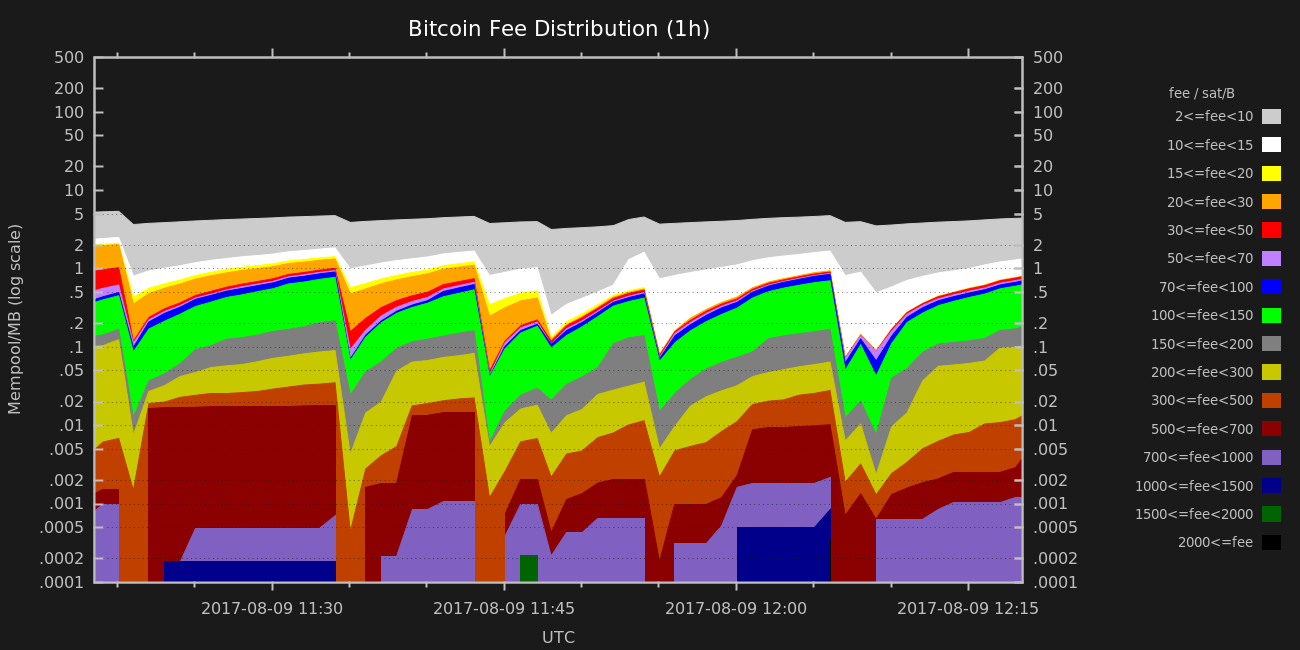 Bitcoin Fee Distribution (1h)
Mempool/MB (log scale)
500
200
100
50
20
10
5
2
1
.5
.2
.1
.05
.02
.01
.005
.002
.001
.0005
.0002
.0001
500
200
100
50
20
10
5
2
1
.5
.2
.1
.05
.02
.01
.005
.002
.001
.0005
.0002
.0001
2017-08-09 11:30
2017-08-09 11:45
2017-08-09 12:00
2017-08-09 12:15
UTC
fee / sat/B
2<=fee<10
10<=fee<15
15<=fee<20
20<=fee<30
30<=fee<50
50<=fee<70
70<=fee<100
100<=fee<150
150<=fee<200
200<=fee<300
300<=fee<500
500<=fee<700
700<=fee<1000
1000<=fee<1500
1500<=fee<2000
2000<=fee